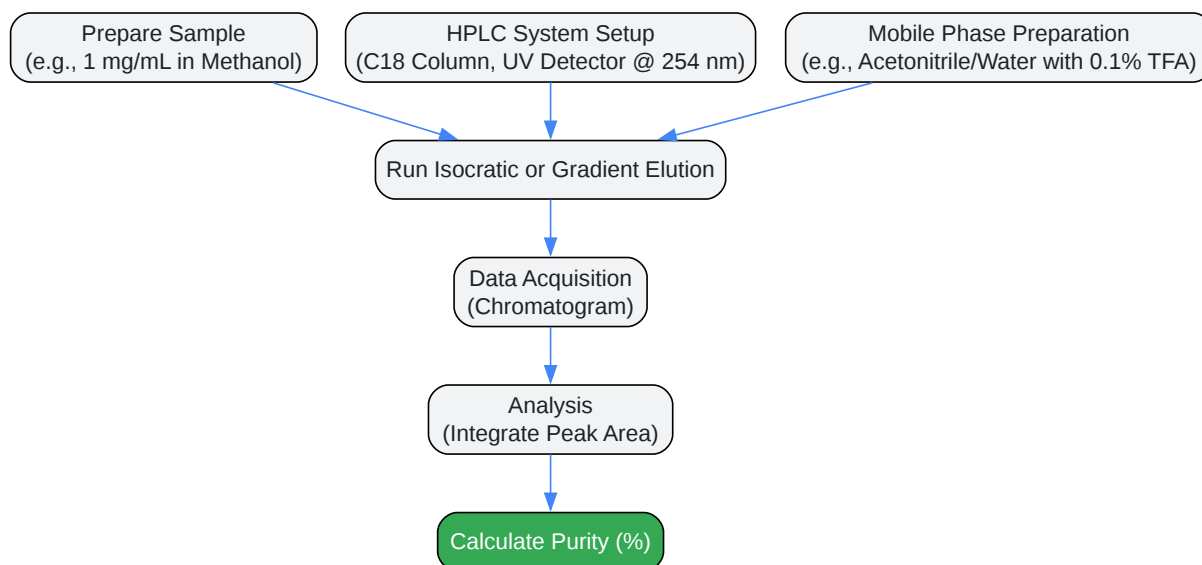 Prepare Sample
(e.g., 1 mg/mL in Methanol)
HPLC System Setup
(C18 Column, UV Detector @ 254 nm)
Mobile Phase Preparation
(e.g., Acetonitrile/Water with 0.1% TFA)
Run Isocratic or Gradient Elution
Data Acquisition
(Chromatogram)
Analysis
(Integrate Peak Area)
Calculate Purity (%)